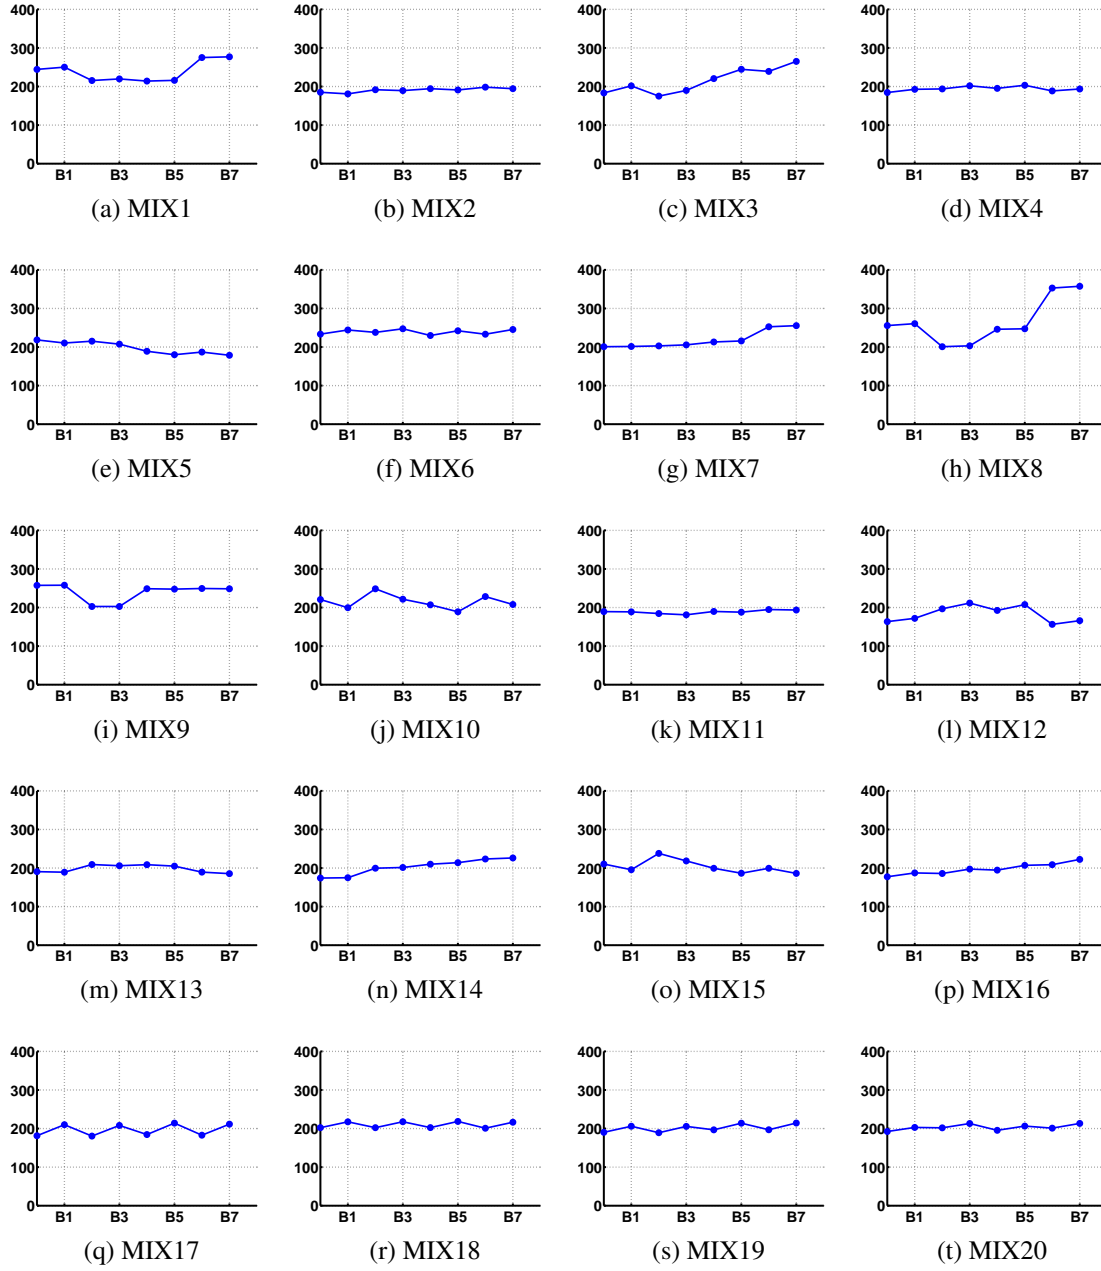 400 400 400 400
300 300 300 300
200 200 200 200
100 100 100 100
0 0 0 0
B1 B3 B5 B7 B1 B3 B5 B7 B1 B3 B5 B7 B1 B3 B5 B7
(a) MIX1 (b) MIX2 (c) MIX3 (d) MIX4
400 400 400 400
300 300 300 300
200 200 200 200
100 100 100 100
0 0 0 0
B1 B3 B5 B7 B1 B3 B5 B7 B1 B3 B5 B7 B1 B3 B5 B7
(e) MIX5 (f) MIX6 (g) MIX7 (h) MIX8
400 400 400 400
300 300 300 300
200 200 200 200
100 100 100 100
0 0 0 0
B1 B3 B5 B7 B1 B3 B5 B7 B1 B3 B5 B7 B1 B3 B5 B7
(i) MIX9 (j) MIX10 (k) MIX11 (l) MIX12
400 400 400 400
300 300 300 300
200 200 200 200
100 100 100 100
0 0 0 0
B1 B3 B5 B7 B1 B3 B5 B7 B1 B3 B5 B7 B1 B3 B5 B7
(m) MIX13 (n) MIX14 (o) MIX15 (p) MIX16
400 400 400 400
300 300 300 300
200 200 200 200
100 100 100 100
0 0 0 0
B1 B3 B5 B7 B1 B3 B5 B7 B1 B3 B5 B7 B1 B3 B5 B7
(q) MIX17 (r) MIX18 (s) MIX19 (t) MIX20